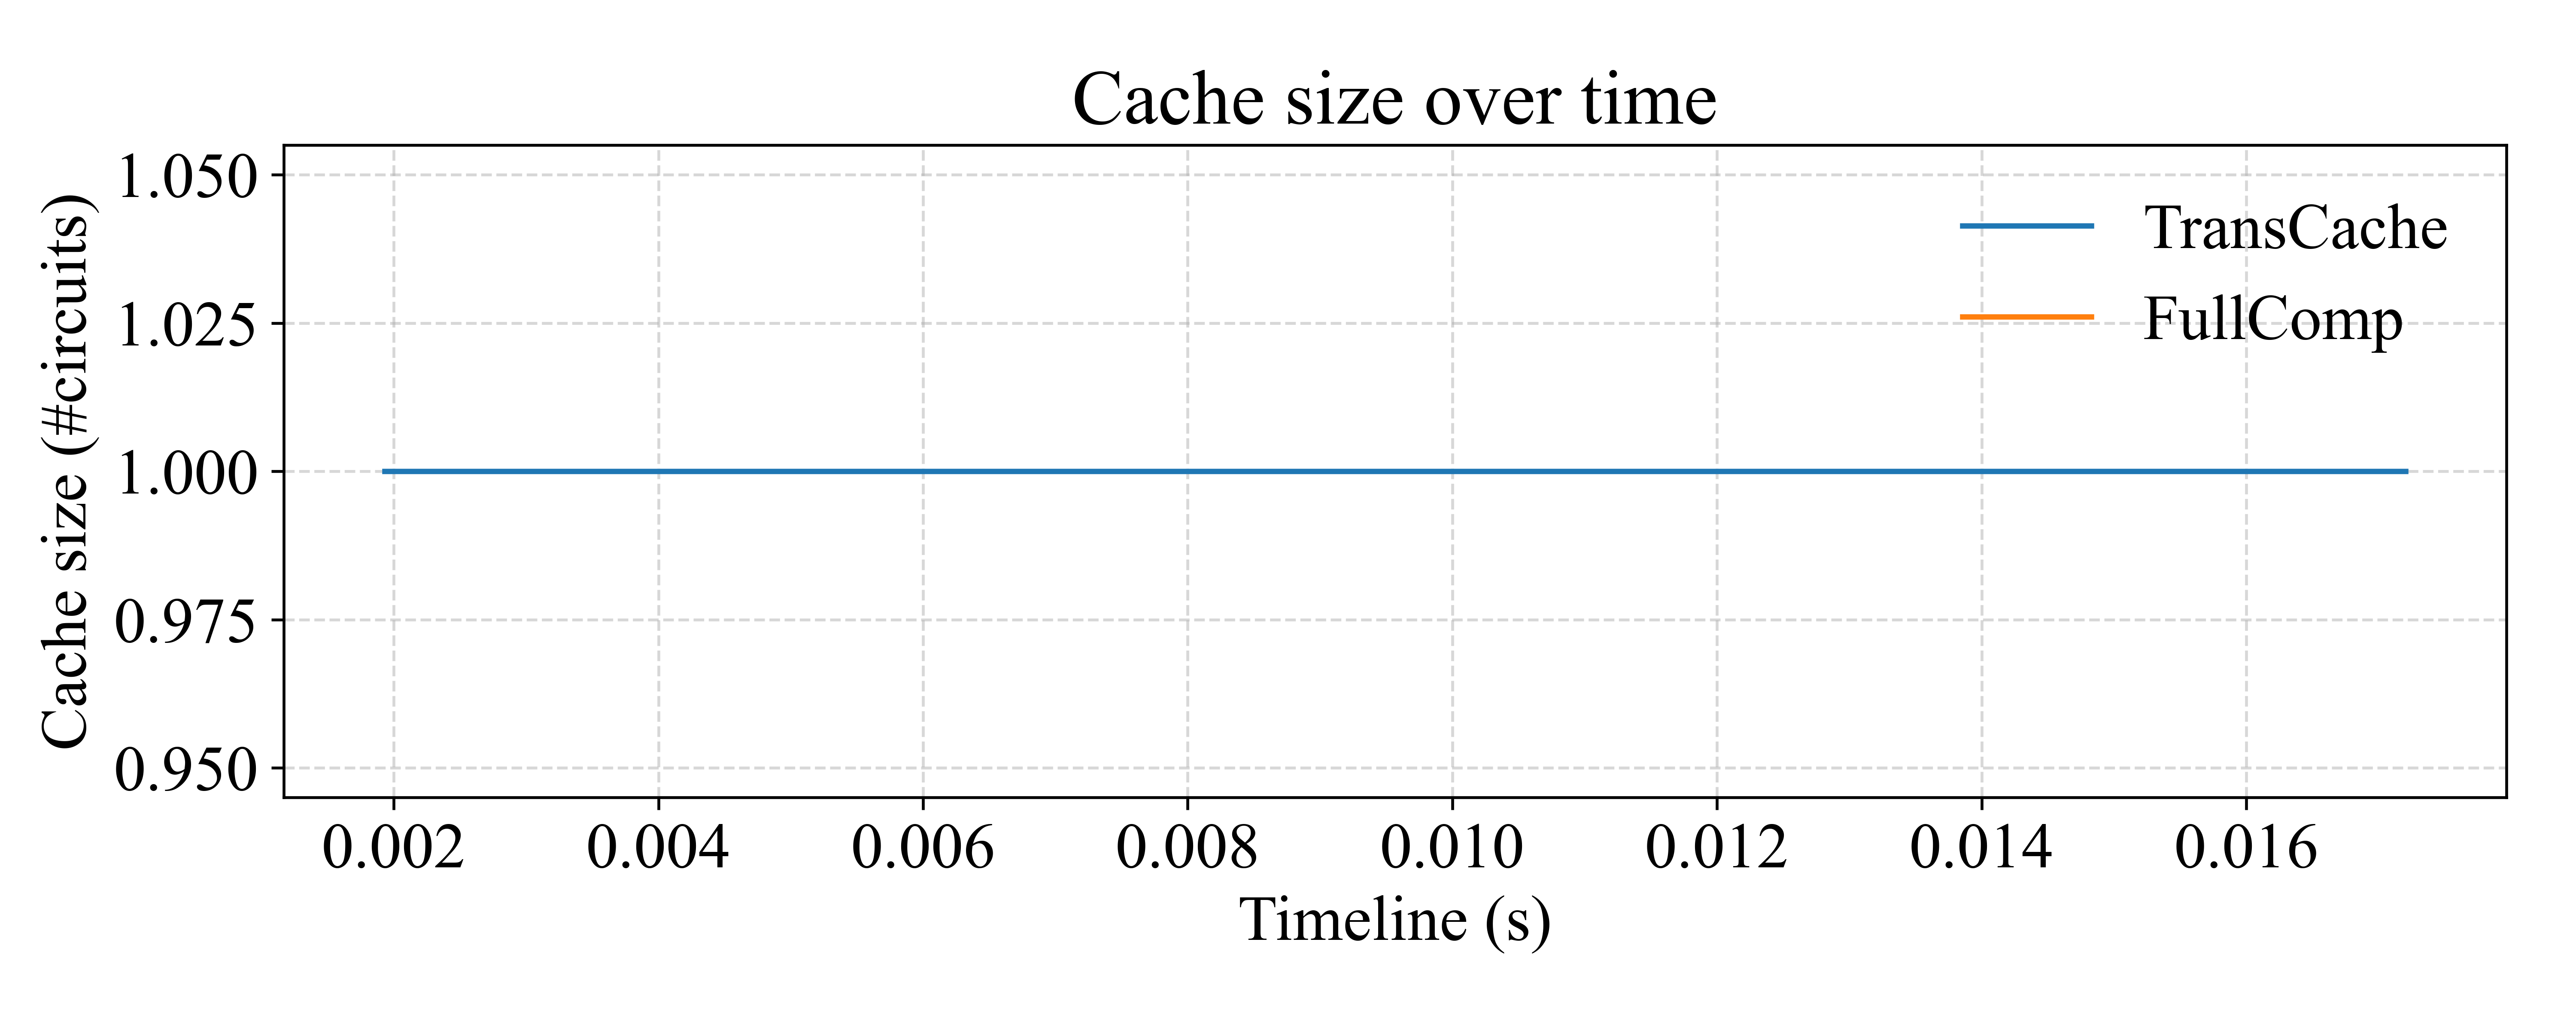 Cache size over time
Cache size (#circuits)
1.050
1.025
1.000
0.975
0.950
TransCache
FullComp
0.002 0.004 0.006 0.008 0.010 0.012 0.014 0.016
Timeline (s)